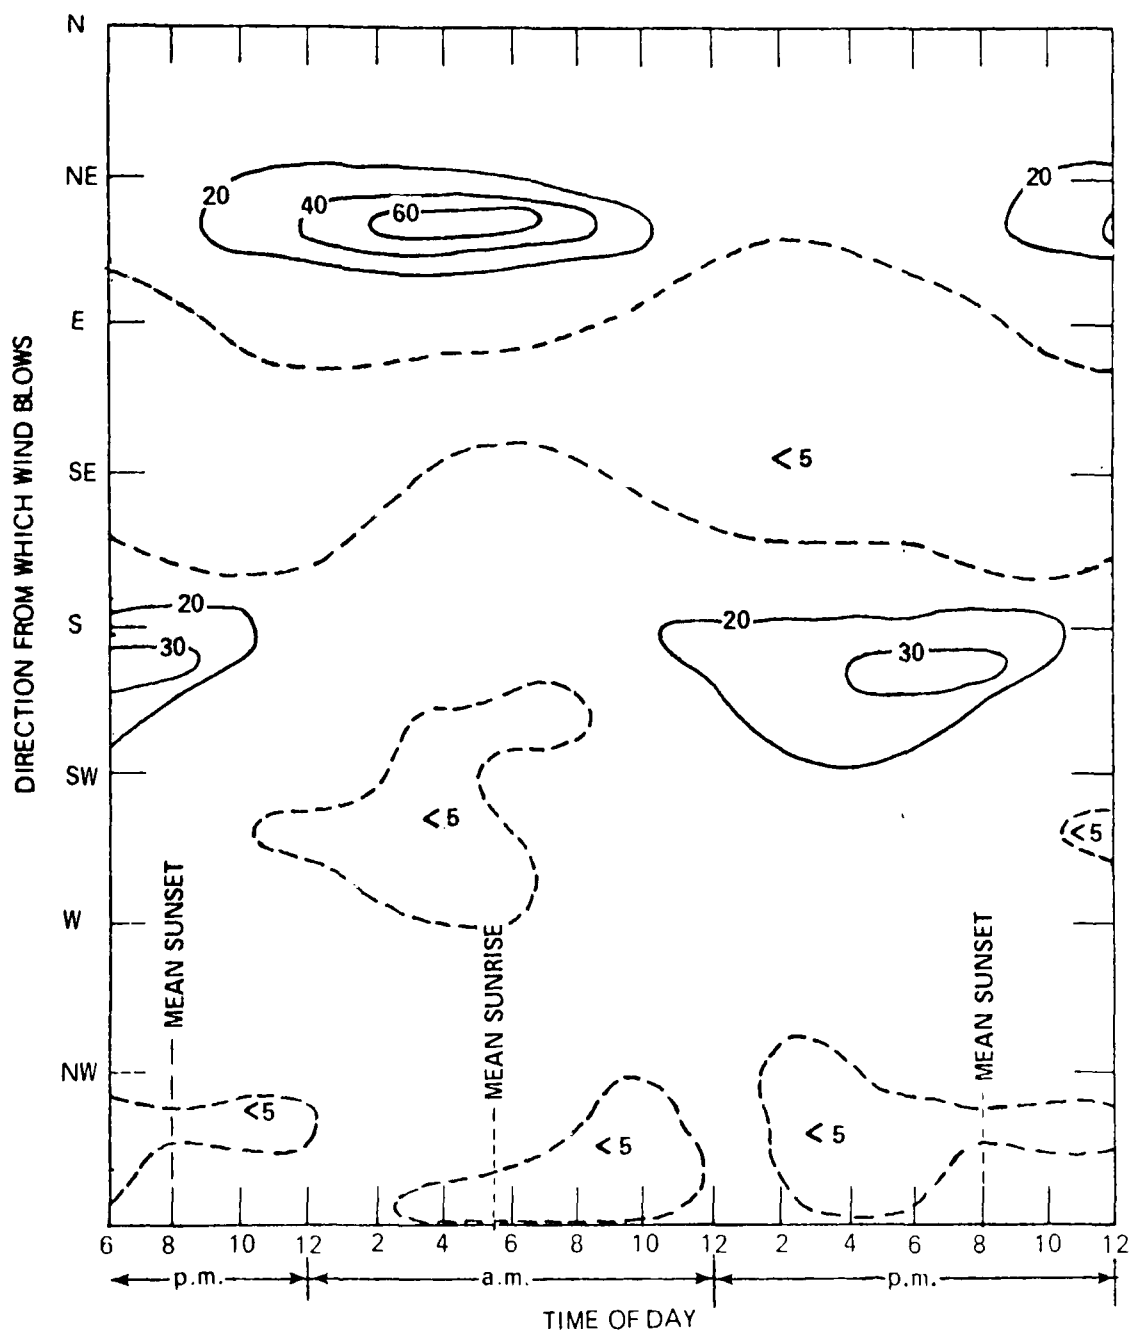 N
NE
20
40
60
20
E
DIRECTION FROM WHICH WIND BLOWS
SE
< 5
S
20
30
20
30
SW
< 5
< 5
MEAN SUNSET
W
MEAN SUNRISE
MEAN SUNSET
NW
< 5
< 5
< 5
6 8 10 12 2 4 6 8 10 12 2 4 6 8 10 12
p.m. a.m. p.m.
TIME OF DAY